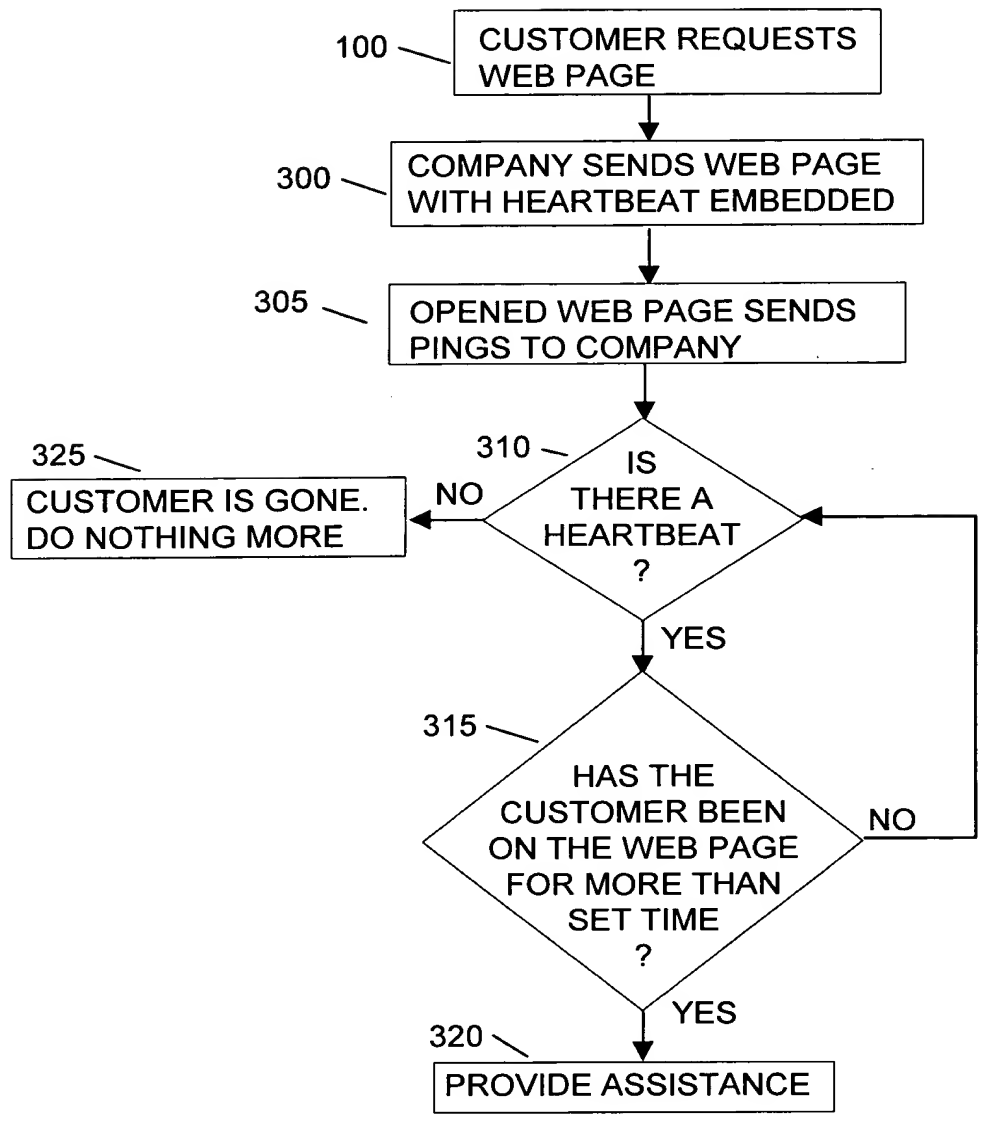 100
CUSTOMER REQUESTS
WEB PAGE
300
COMPANY SENDS WEB PAGE
WITH HEARTBEAT EMBEDDED
305
OPENED WEB PAGE SENDS
PINGS TO COMPANY
310
IS
THERE A
HEARTBEAT
?
325
NO
CUSTOMER IS GONE.
DO NOTHING MORE
YES
315
HAS THE
CUSTOMER BEEN
ON THE WEB PAGE
FOR MORE THAN
SET TIME
?
NO
YES
320
PROVIDE ASSISTANCE